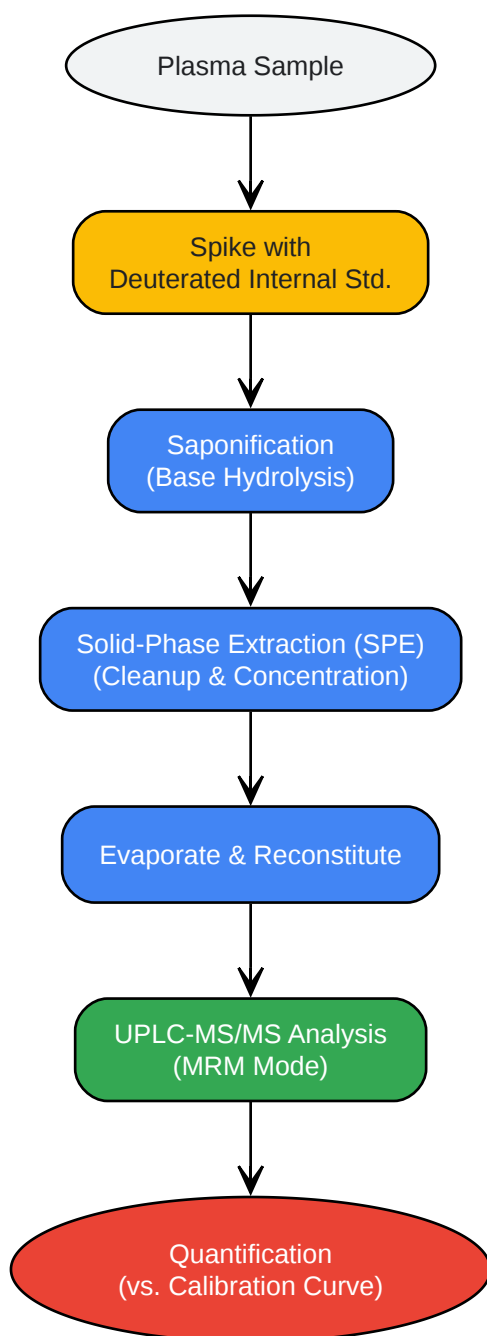 Plasma Sample
Spike with
Deuterated Internal Std.
Saponification
(Base Hydrolysis)
Solid-Phase Extraction (SPE)
(Cleanup & Concentration)
Evaporate & Reconstitute
UPLC-MS/MS Analysis
(MRM Mode)
Quantification
(vs. Calibration Curve)